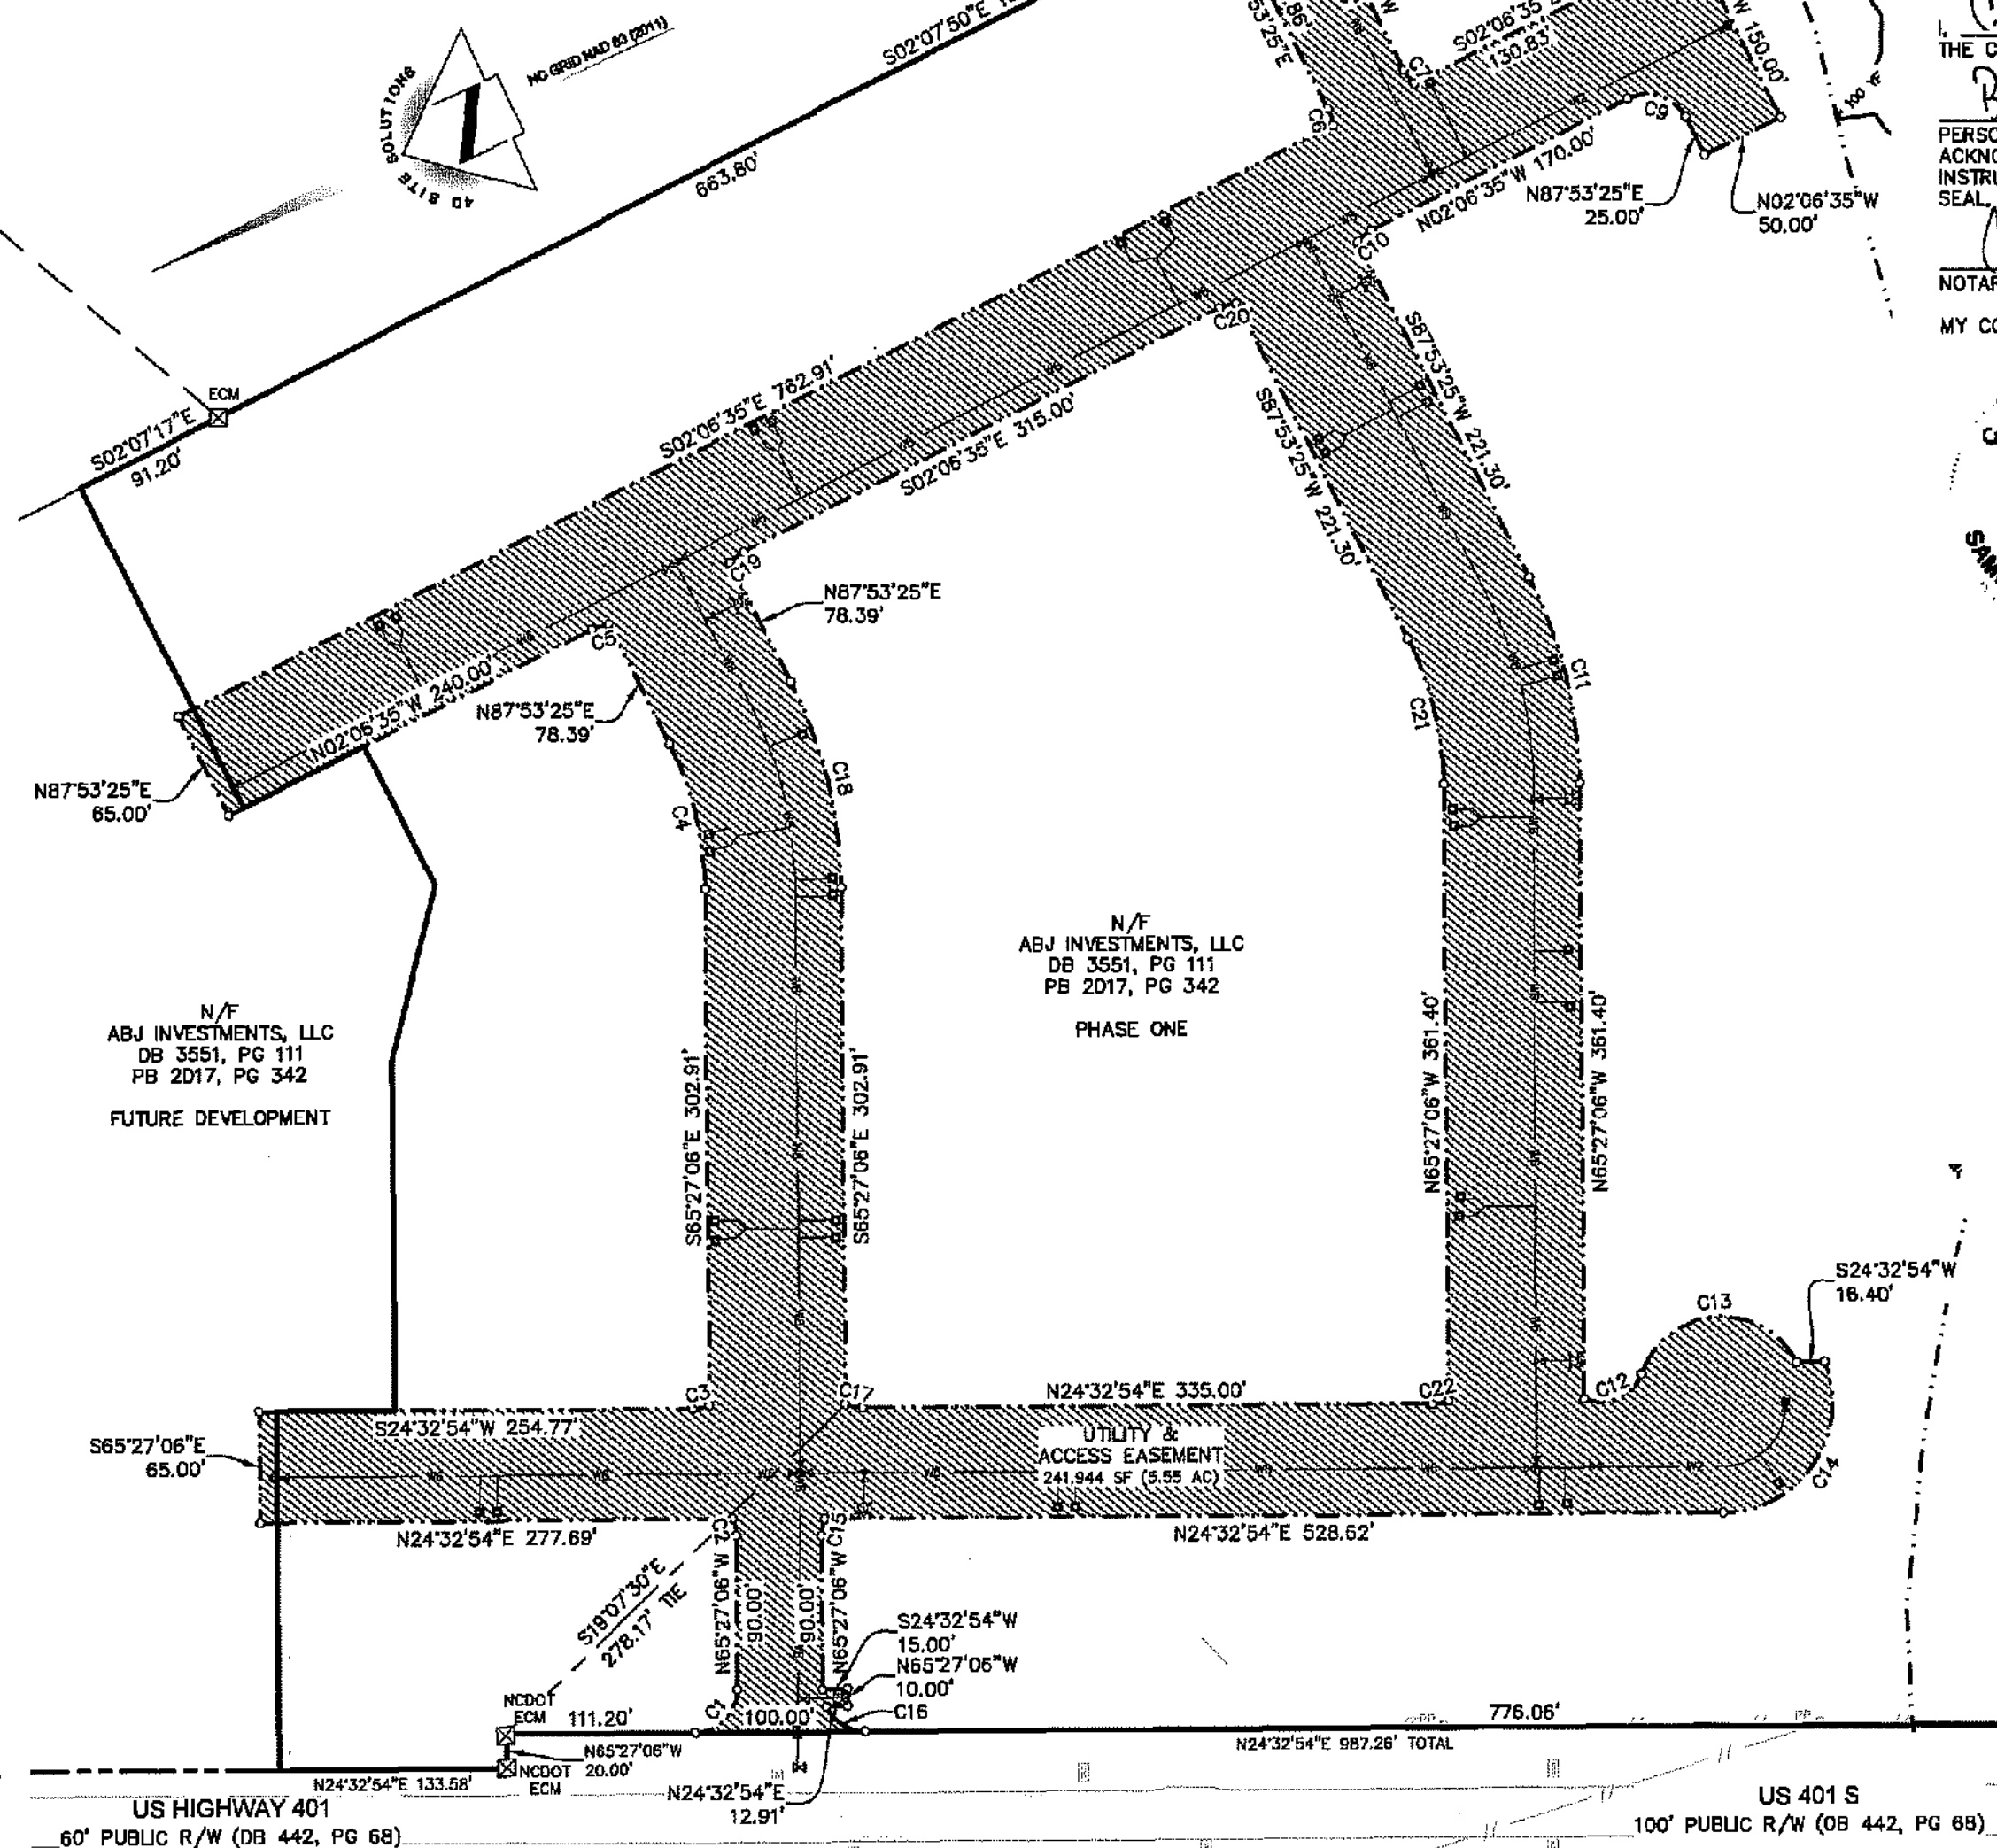 4D SITE SOLUTIONS
NC GRID NAD 83 (2011)
S02°07'50"E
663.80'
ECM
S02°07'17"E
91.20'
53'25"E
86'
S02°06'35
130.83'
W 150.00'
C6
C9
N02°06'35"W 170.00'
N87°53'25"E
25.00'
N02°06'35"W
50.00'
100 YF
I,
THE C
PERSO
ACKNO
INSTRU
SEAL,
NOTAR
MY CO
C10
C20
S02°06'35"E 762.91'
S02°06'35"E 315.00'
S87°53'25"W 221.30'
S87°53'25"W 221.30'
C19
N87°53'25"E
78.39'
C5
N02°06'35"W 240.00'
N87°53'25"E
78.39'
N87°53'25"E
65.00'
C4
C18
C21
C11
N/F
ABJ INVESTMENTS, LLC
DB 3551, PG 111
PB 2017, PG 342
PHASE ONE
N/F
ABJ INVESTMENTS, LLC
DB 3551, PG 111
PB 2017, PG 342
FUTURE DEVELOPMENT
S65°27'06"E 302.91'
S65°27'06"E 302.91'
N65°27'06"W 361.40'
N65°27'06"W 361.40'
S24°32'54"W
16.40'
C13
C12
C3
C17
N24°32'54"E 335.00'
C22
S24°32'54"W 254.77'
S65°27'06"E
65.00'
UTILITY &
ACCESS EASEMENT
241,944 SF (5.55 AC)
C14
N24°32'54"E 277.69'
C2
C15
N24°32'54"E 528.62'
N65°27'06"W
90.00'
90.00'
N65°27'06"W
S19°07'30"E
278.17' TIE
S24°32'54"W
15.00'
N65°27'06"W
10.00'
C16
NCDOT
ECM
111.20'
C1
100.00'
776.06'
N24°32'54"E 987.26' TOTAL
N65°27'06"W
20.00'
NCDOT
ECM
N24°32'54"E 133.58'
N24°32'54"E
12.91'
US HIGHWAY 401
60' PUBLIC R/W (DB 442, PG 68)
US 401 S
100' PUBLIC R/W (DB 442, PG 68)